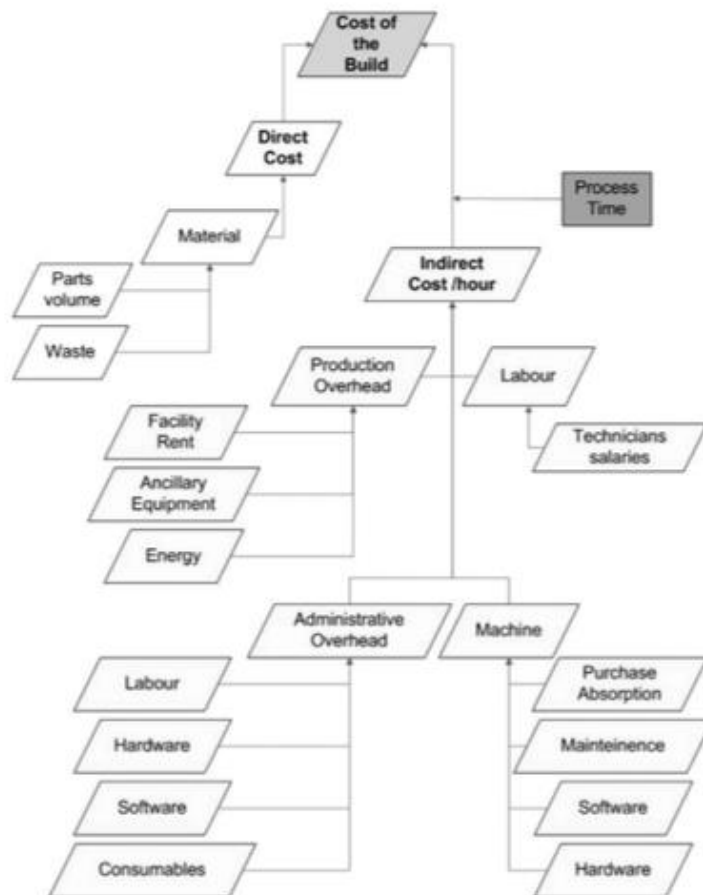 Cost of
the
Build
Direct
Cost
Process
Time
Material
Indirect
Cost /hour
Parts
volume
Waste
Production
Overhead
Labour
Facility
Rent
Technicians
salaries
Ancillary
Equipment
Energy
Administrative
Overhead
Machine
Labour
Purchase
Absorption
Hardware
Mainteinence
Software
Software
Consumables
Hardware